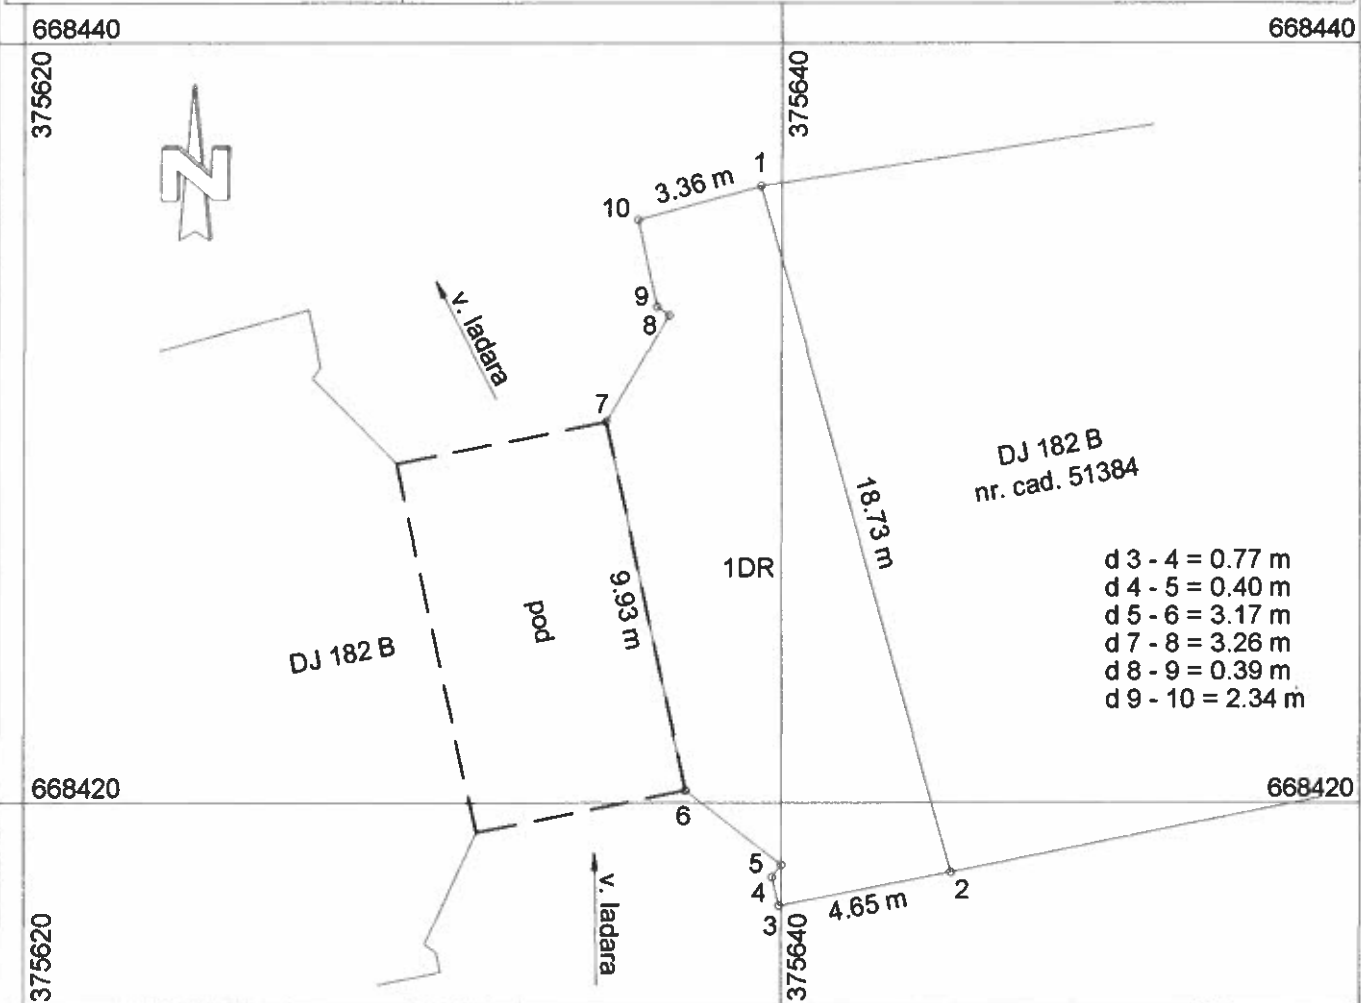 668440
668440
375620
375640
N
1
3.36 m
10
9
8
v. Iadara
7
DJ 182 B
nr. cad. 51384
18.73 m
1DR
d 3 - 4 = 0.77 m
d 4 - 5 = 0.40 m
d 5 - 6 = 3.17 m
d 7 - 8 = 3.26 m
d 8 - 9 = 0.39 m
d 9 - 10 = 2.34 m
9.93 m
pod
DJ 182 B
668420
668420
6
5
4
3
4.65 m
2
v. Iadara
375620
375640